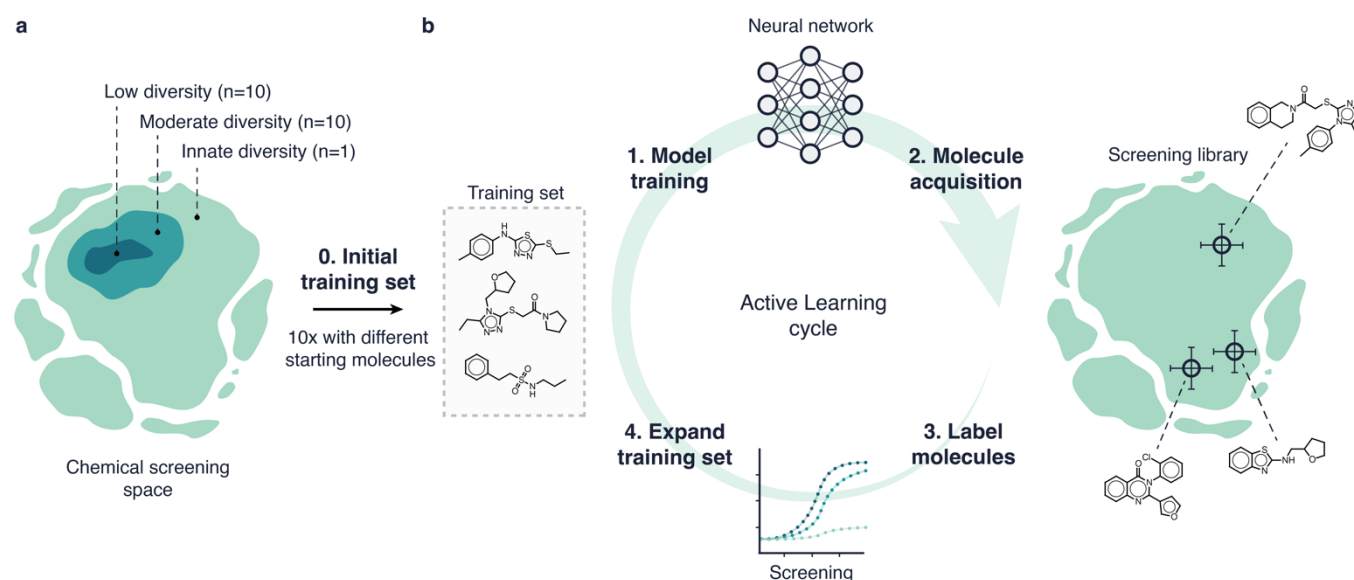 a
Low diversity (n=10)
Moderate diversity (n=10)
Innate diversity (n=1)
Chemical screening
space
0. Initial
training set
10x with different
starting molecules
b
Training set
H
N
S
S
N-N
O
N
S
O
N
N-N
O
S
N
O
H
Neural network
1. Model
training
2. Molecule
acquisition
Active Learning
cycle
4. Expand
training set
3. Label
molecules
Screening
Screening library
O
N
S
N
Cl
O
N
N
O
S
N
NH
O